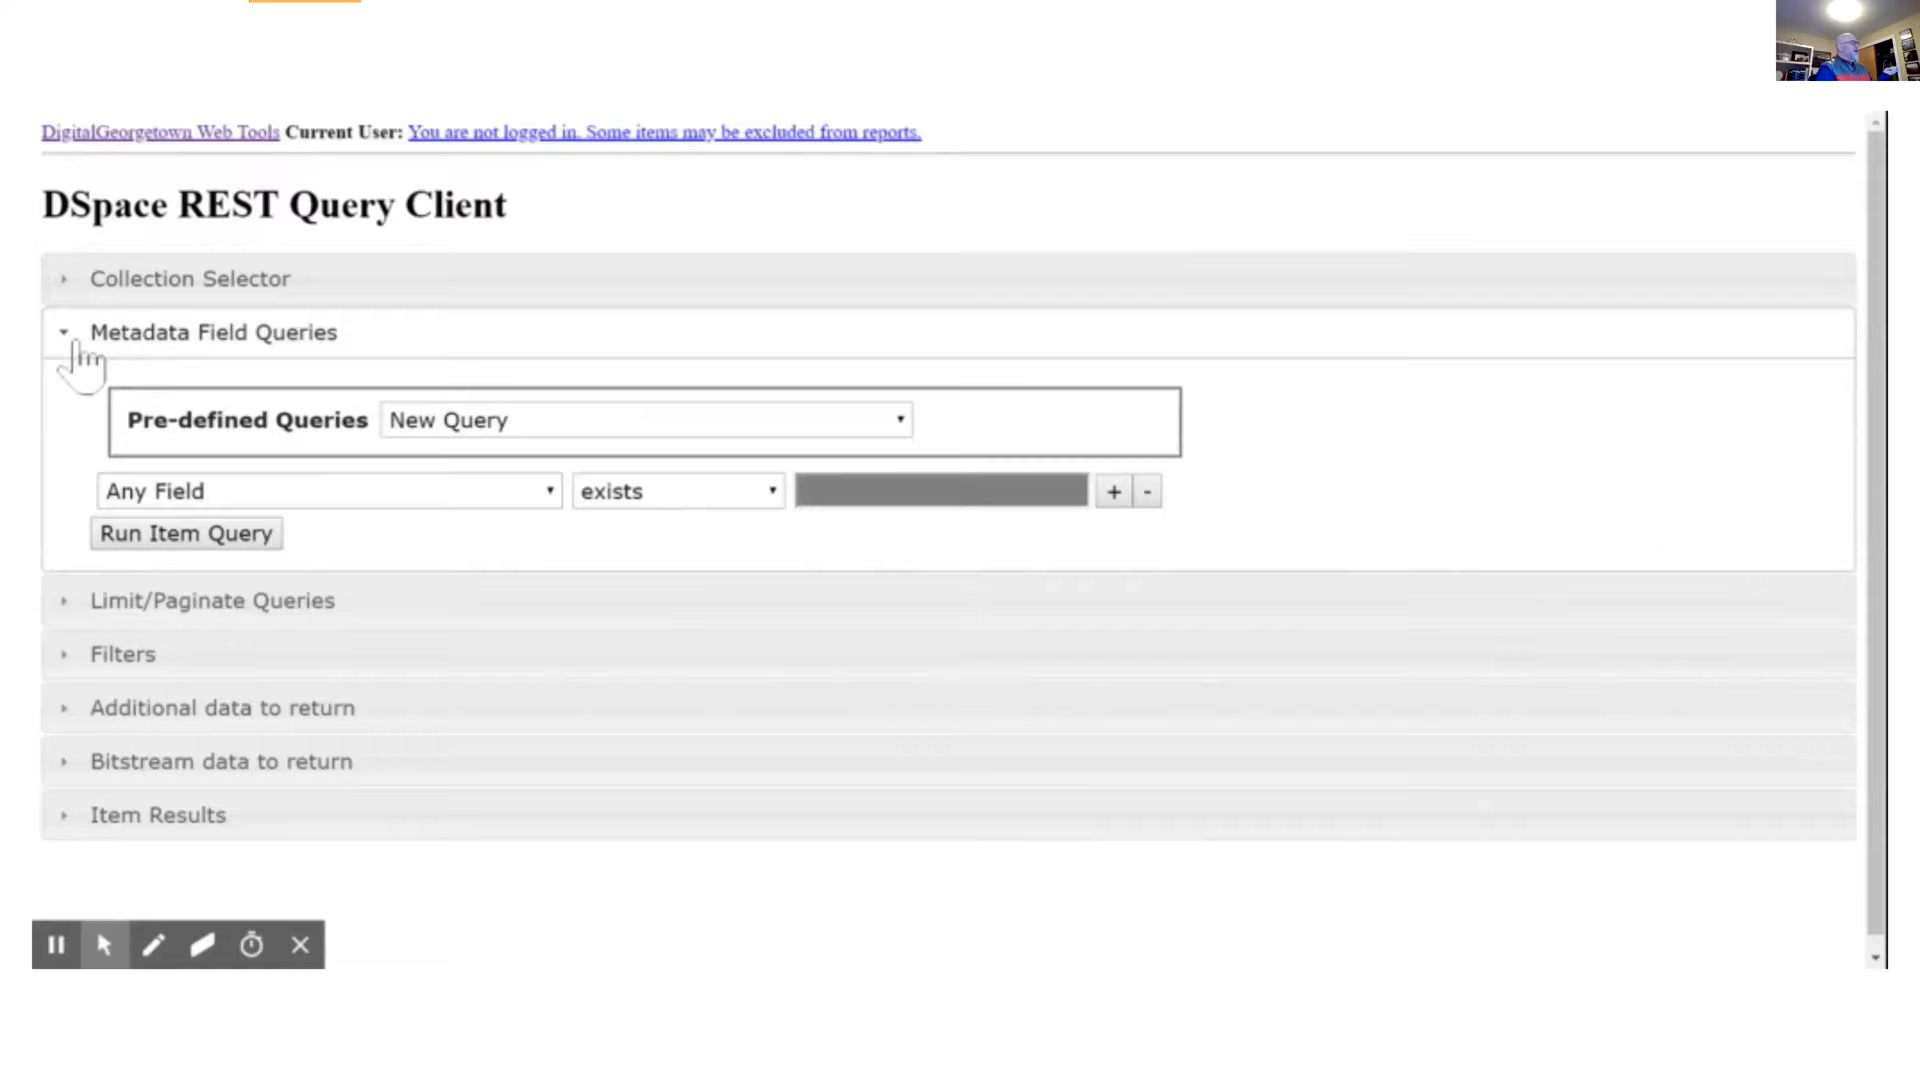 DigitalGeorgetown Web Tools Current User: You are not logged in. Some items may be excluded from reports.
DSpace REST Query Client
Collection Selector
Metadata Field Queries
Pre-defined Queries New Query
Any Field exists + -
Run Item Query
Limit/Paginate Queries
Filters
Additional data to return
Bitstream data to return
Item Results